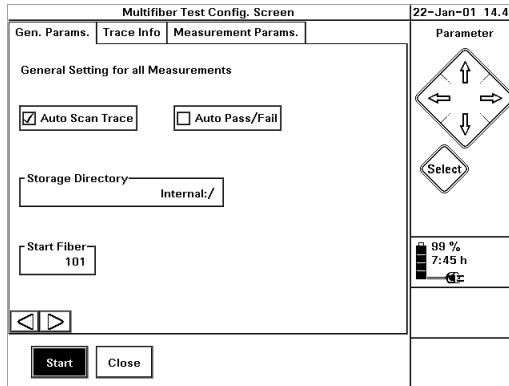 Multifiber Test Config. Screen
22-Jan-01 14.4
Gen. Params. Trace Info Measurement Params.
Parameter
General Setting for all Measurements
Auto Scan Trace Auto Pass/Fail
Select
Storage Directory
Internal:/
Start Fiber
101
99 %
7:45 h
Start Close